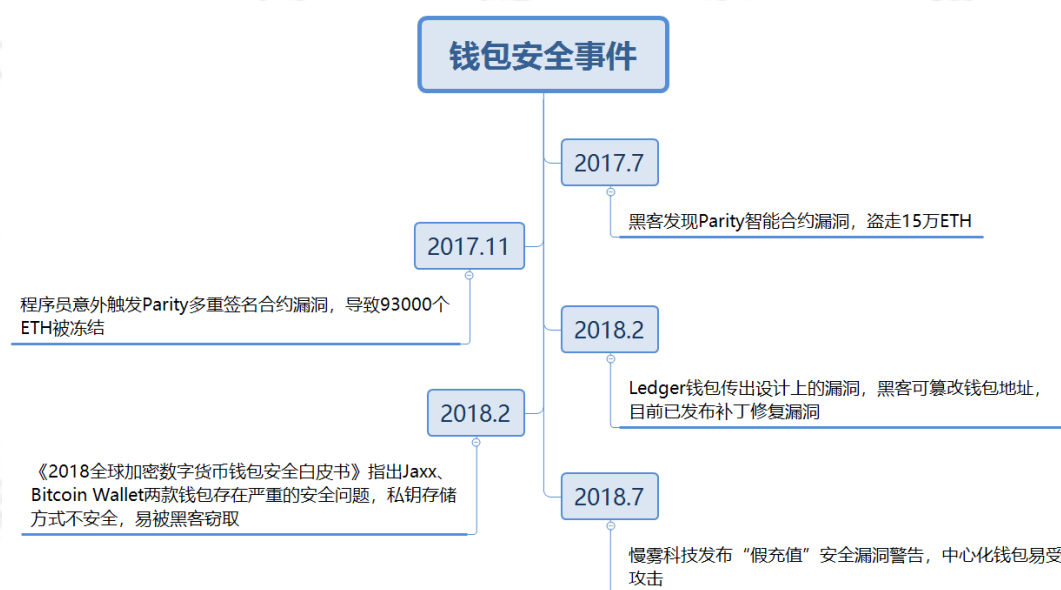 钱包安全事件
2017.7
黑客发现Parity智能合约漏洞，盗走15万ETH
2017.11
程序员意外触发Parity多重签名合约漏洞，导致93000个
ETH被冻结
2018.2
Ledger钱包传出设计上的漏洞，黑客可篡改钱包地址，
目前已发布补丁修复漏洞
2018.2
《2018全球加密数字货币钱包安全白皮书》指出Jaxx、
Bitcoin Wallet两款钱包存在严重的安全问题，私钥存储
方式不安全，易被黑客窃取
2018.7
慢雾科技发布“假充值”安全漏洞警告，中心化钱包易受
攻击